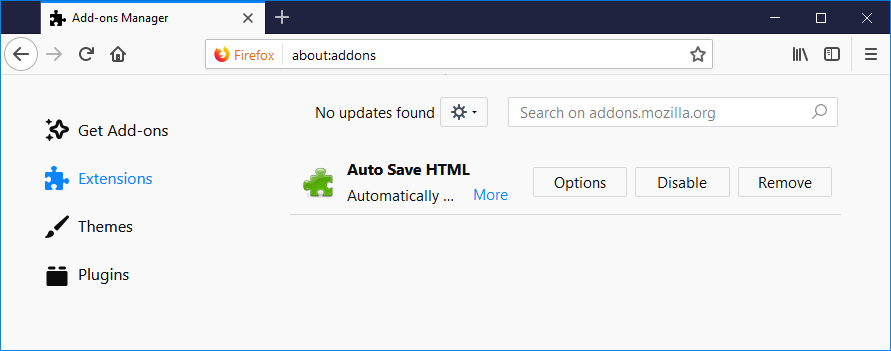 Add-ons Manager
Firefox about:addons
No updates found Search on addons.mozilla.org
Get Add-ons
Extensions
Themes
Plugins
Auto Save HTML
Automatically ... More
Options Disable Remove